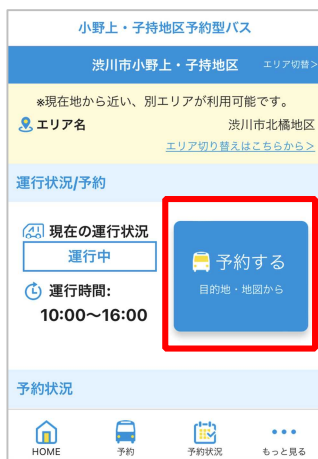 小野上・子持地区予約型バス
渋川市小野上・子持地区 エリア切替>
※現在地から近い、別エリアが利用可能です。
エリア名 渋川市北橘地区
エリア切り替えはこちらから>
運行状況/予約
現在の運行状況
運行中
運行時間:
10:00〜16:00
予約する
目的地・地図から
予約状況
HOME 予約 予約状況 もっと見る